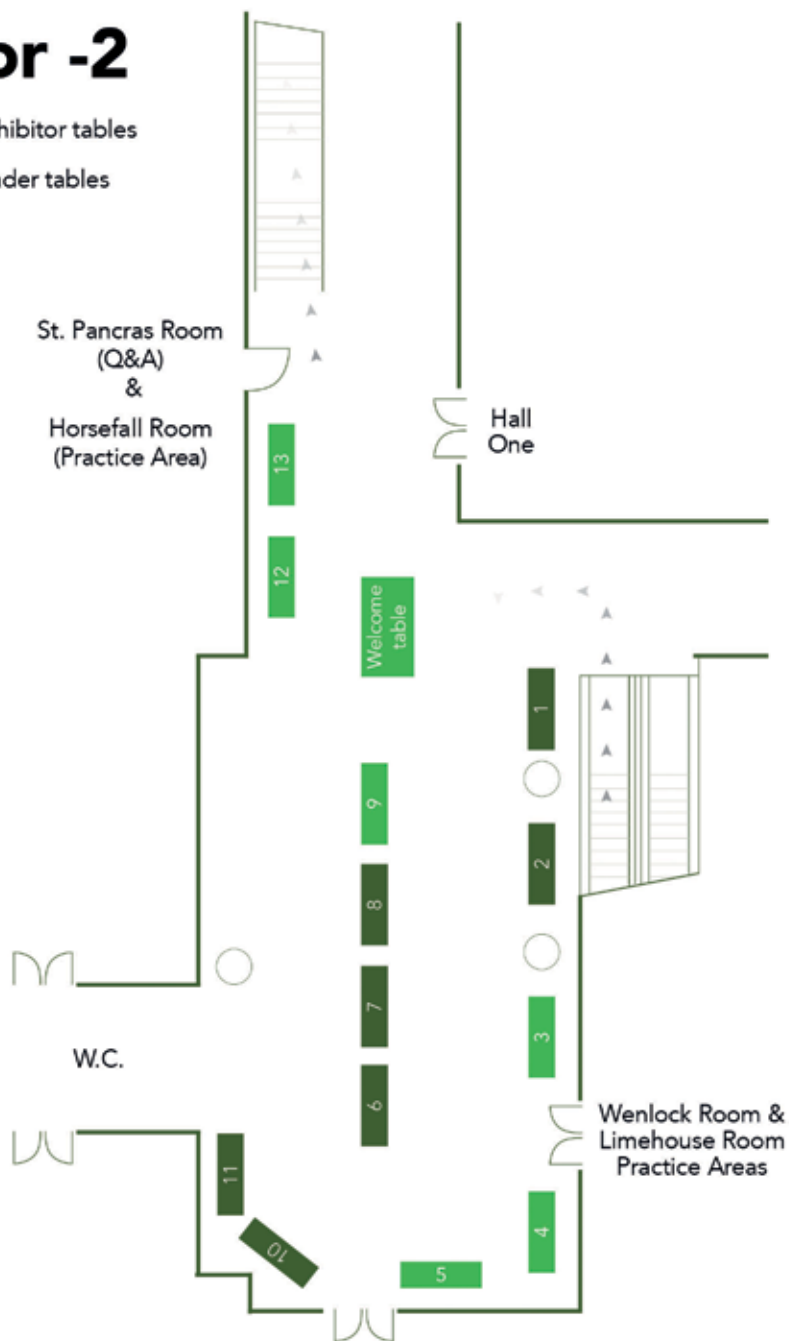 or -2
hibitor tables
der tables
St. Pancras Room
(Q&A)
&
Horsefall Room
(Practice Area)
Hall
One
13
12
Welcome
table
1
9
2
8
7
3
W.C.
6
Wenlock Room &
Limehouse Room
Practice Areas
11
4
10
5